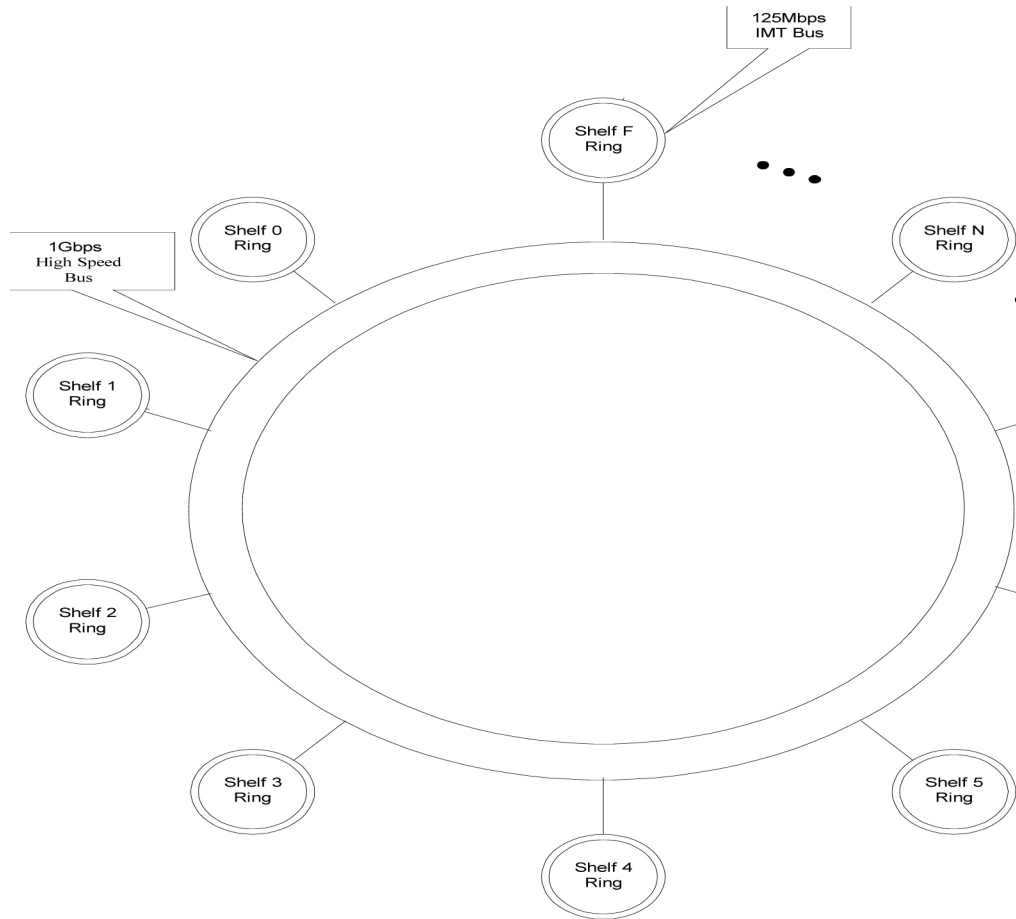 125Mbps
IMT Bus
Shelf F
Ring
Shelf 0
Ring
Shelf N
Ring
1Gbps
High Speed
Bus
Shelf 1
Ring
Shelf 2
Ring
Shelf 3
Ring
Shelf 5
Ring
Shelf 4
Ring